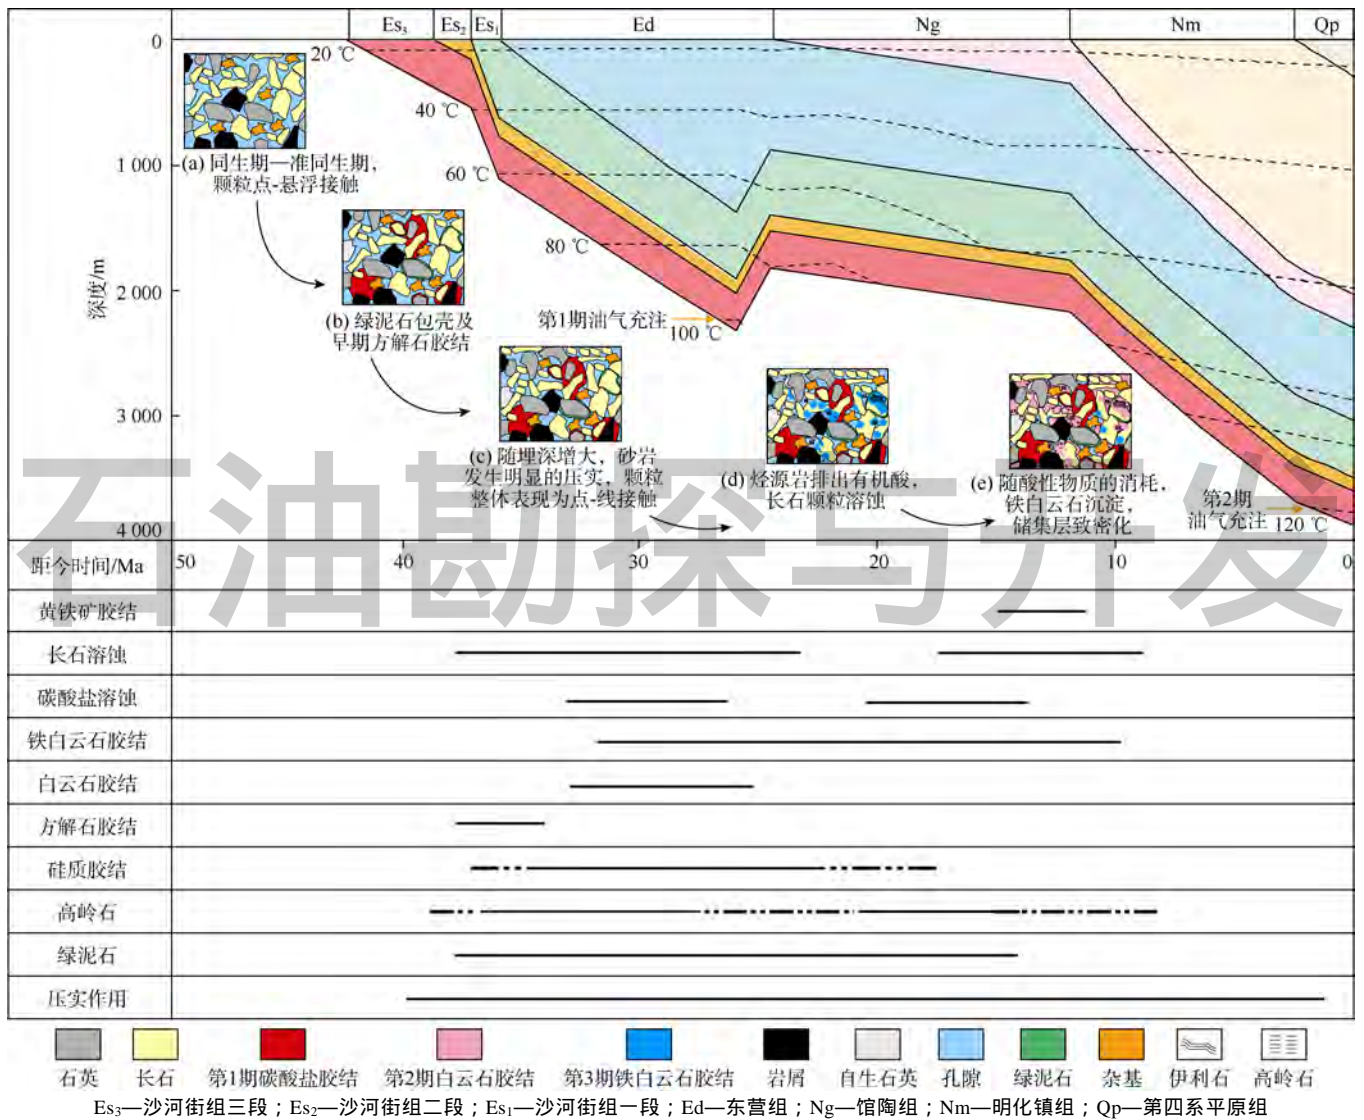 Es₃ Es₂ Es₁ Ed Ng Nm Qp
0
20 ℃
(a) 同生期—准同生期，
颗粒点-悬浮接触
40 ℃
1 000
60 ℃
80 ℃
深度/m
2 000
(b) 绿泥石包壳及
早期方解石胶结
第1期油气充注
100 ℃
3 000
(c) 随埋深增大，砂岩
发生明显的压实，颗粒
整体表现为点-线接触
(d) 烃源岩排出有机酸，
长石颗粒溶蚀
(e) 随酸性物质的消耗，
铁白云石沉淀，
储集层致密化
第2期
油气充注 120 ℃
4 000
石油勘探与开发
距今时间/Ma 50 40 30 20 10 0
黄铁矿胶结
长石溶蚀
碳酸盐溶蚀
铁白云石胶结
白云石胶结
方解石胶结
硅质胶结
高岭石
绿泥石
压实作用
石英 长石 第1期碳酸盐胶结 第2期白云石胶结 第3期铁白云石胶结 岩屑 自生石英 孔隙 绿泥石 杂基 伊利石 高岭石
Es₃—沙河街组三段；Es₂—沙河街组二段；Es₁—沙河街组一段；Ed—东营组；Ng—馆陶组；Nm—明化镇组；Qp—第四系平原组